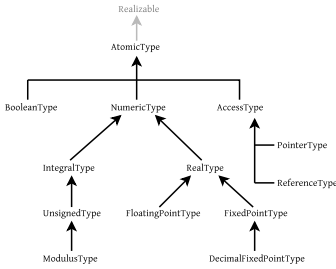 Realizable
AtomicType
BooleanType
NumericType
AccessType
PointerType
IntegralType
RealType
ReferenceType
UnsignedType
FloatingPointType
FixedPointType
ModulusType
DecimalFixedPointType